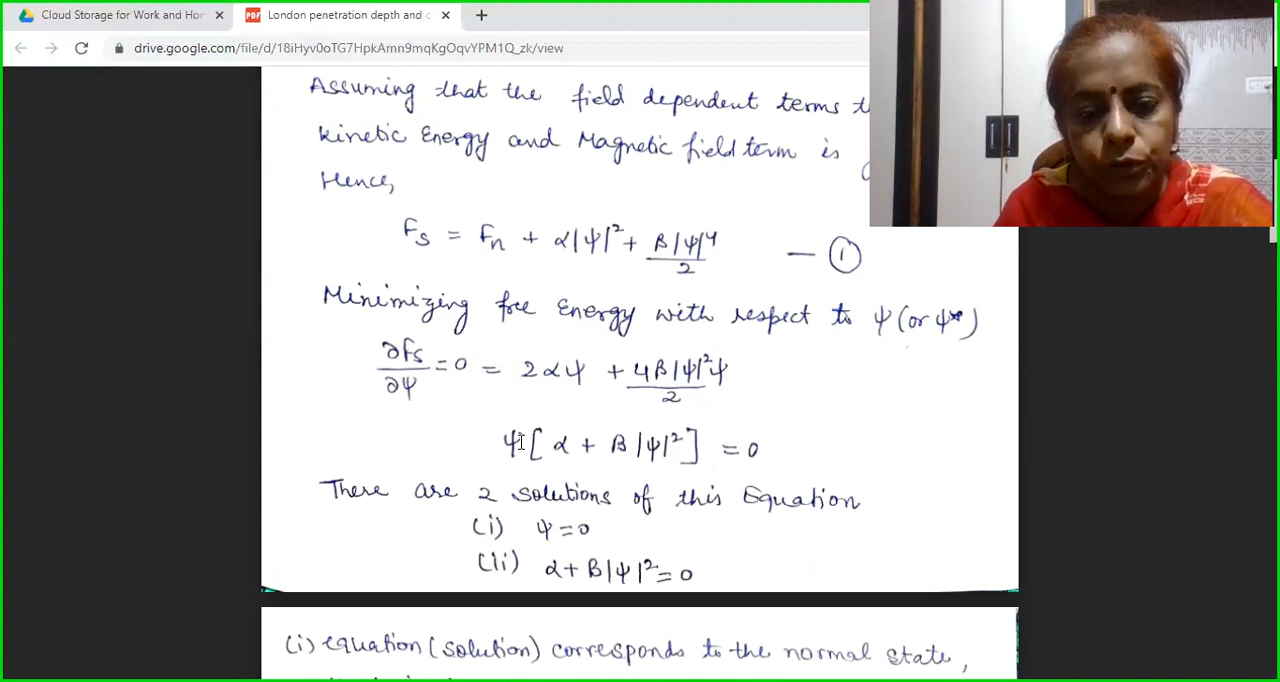 Cloud Storage for Work and Hor
London penetration depth and c
drive.google.com/file/d/18iHyv0oTG7HpkAmn9mqKgOqvYPM1Q_zk/view
Assuming that the field dependent terms
kinetic Energy and Magnetic field term is
Hence,
Fs = Fn + α|ψ|² + β|ψ|⁴/2 — ①
Minimizing free Energy with respect to ψ (or ψ*)
∂fs/∂ψ = 0 = 2αψ + 4β|ψ|²ψ/2
ψ[α + β|ψ|²] = 0
There are 2 solutions of this Equation
(i) ψ = 0
(ii) α + β|ψ|² = 0
(i) equation (solution) corresponds to the normal state,